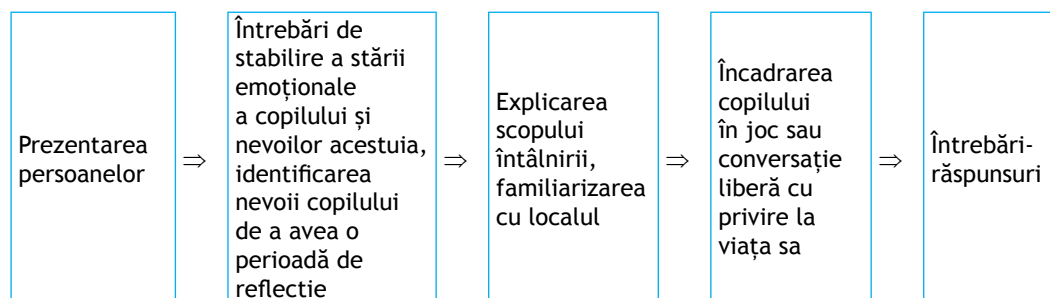 Prezentarea
persoanelor
⇒
Întrebări de
stabilire a stării
emoționale
a copilului și
nevoilor acestuia,
identificarea
nevoii copilului
de a avea o
perioadă de
reflecție
⇒
Explicarea
scopului
întâlnirii,
familiarizarea
cu localul
⇒
Încadrarea
copilului
în joc sau
conversație
liberă cu
privire la
viața sa
⇒
Întrebări-
răspunsuri